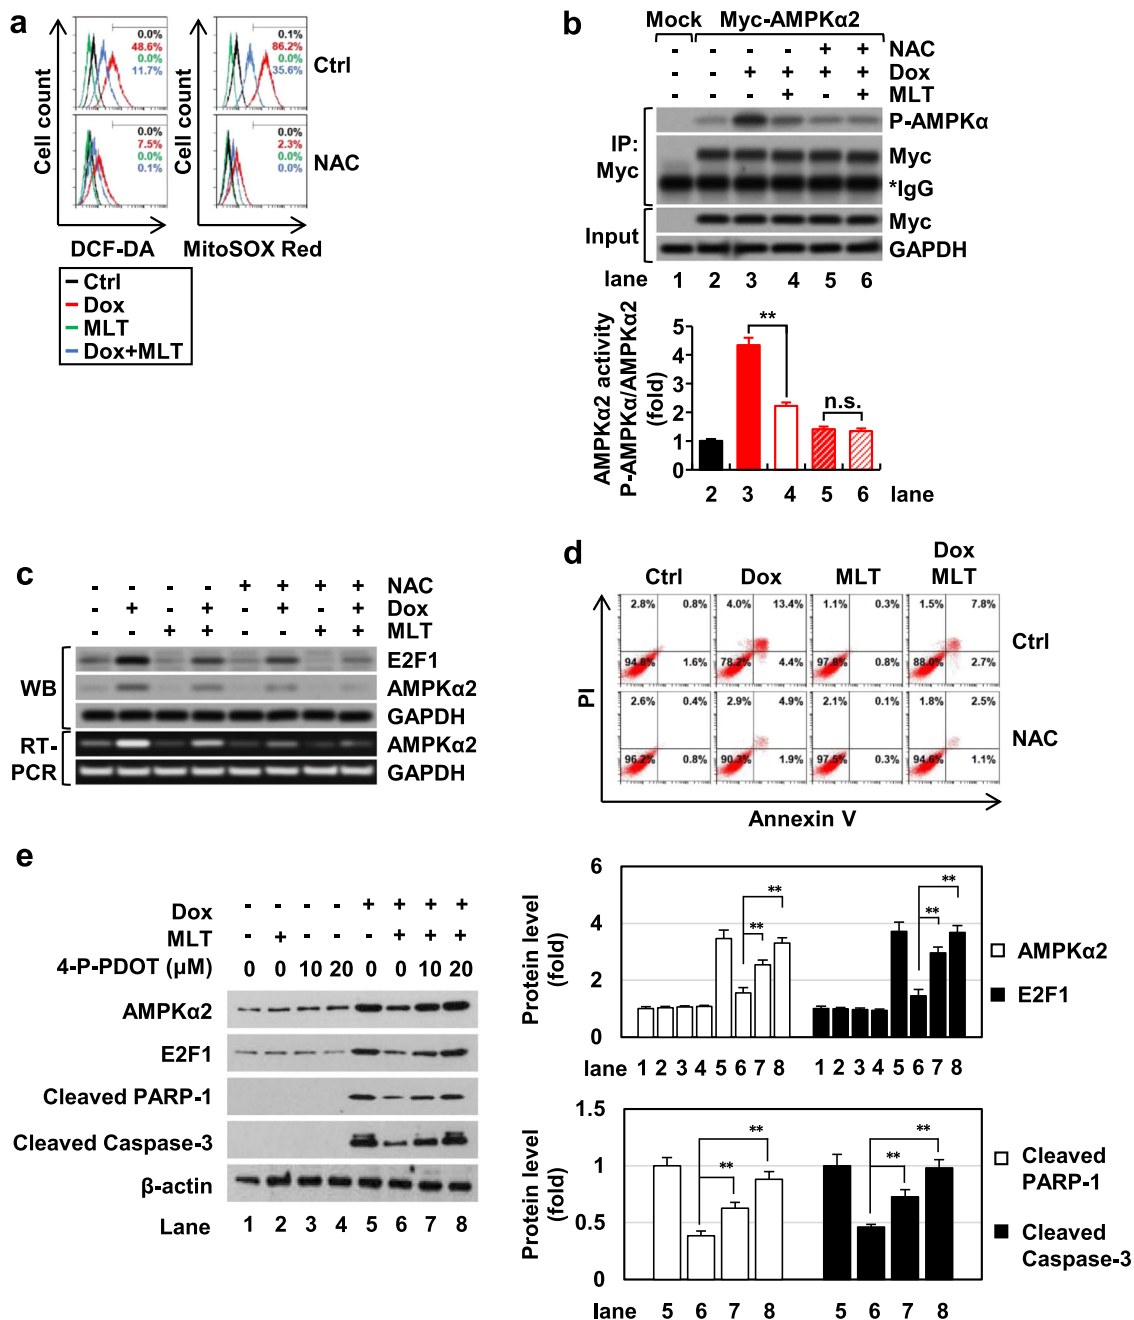 a
Cell count
0.0%
48.6%
0.0%
11.7%
0.1%
86.2%
0.0%
35.6%
Ctrl
Cell count
0.0%
7.5%
0.0%
0.1%
0.0%
2.3%
0.0%
0.0%
NAC
DCF-DA
MitoSOX Red
Ctrl
Dox
MLT
Dox+MLT
b
Mock Myc-AMPKα2
- - - - + + NAC
- - + + + + Dox
- - - + - + MLT
IP:
Myc
P-AMPKα
Myc
*IgG
Input
Myc
GAPDH
lane 1 2 3 4 5 6
AMPKα2 activity
P-AMPKα/AMPKα2
(fold)
5
4
3
2
1
0
**
n.s.
2 3 4 5 6 lane
c
- - - - + + + + NAC
- + - + - + - + Dox
- - + + - - + + MLT
WB
E2F1
AMPKα2
GAPDH
RT-
PCR
AMPKα2
GAPDH
d
Ctrl Dox MLT Dox
MLT
2.8% 0.8% 4.0% 13.4% 1.1% 0.3% 1.5% 7.8%
Ctrl
94.8% 1.6% 78.2% 4.4% 97.8% 0.8% 88.0% 2.7%
PI
2.6% 0.4% 2.9% 4.9% 2.1% 0.1% 1.8% 2.5%
NAC
96.2% 0.8% 90.3% 1.9% 97.5% 0.3% 94.6% 1.1%
Annexin V
e
Dox - - - - + + + +
MLT - + - - - + + +
4-P-PDOT (μM) 0 0 10 20 0 0 10 20
AMPKα2
E2F1
Cleaved PARP-1
Cleaved Caspase-3
β-actin
Lane 1 2 3 4 5 6 7 8
Protein level
(fold)
6
4
2
0
**
**
**
**
AMPKα2
E2F1
lane 1 2 3 4 5 6 7 8 1 2 3 4 5 6 7 8
Protein level
(fold)
1.5
1
0.5
0
**
**
**
**
Cleaved
PARP-1
Cleaved
Caspase-3
lane 5 6 7 8 5 6 7 8